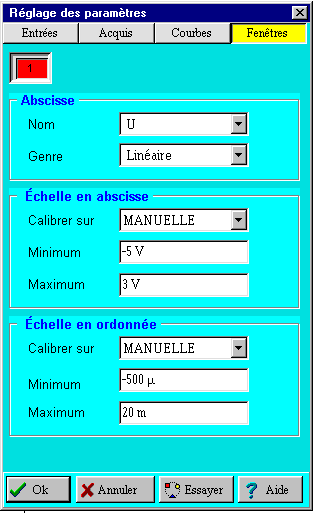 Réglage des paramètres
Entrées Acquis Courbes Fenêtres
1
Abscisse
Nom U
Genre Linéaire
Échelle en abscisse
Calibrer sur MANUELLE
Minimum -5 V
Maximum 3 V
Échelle en ordonnée
Calibrer sur MANUELLE
Minimum -500 µ
Maximum 20 m
Ok Annuler Essayer ? Aide